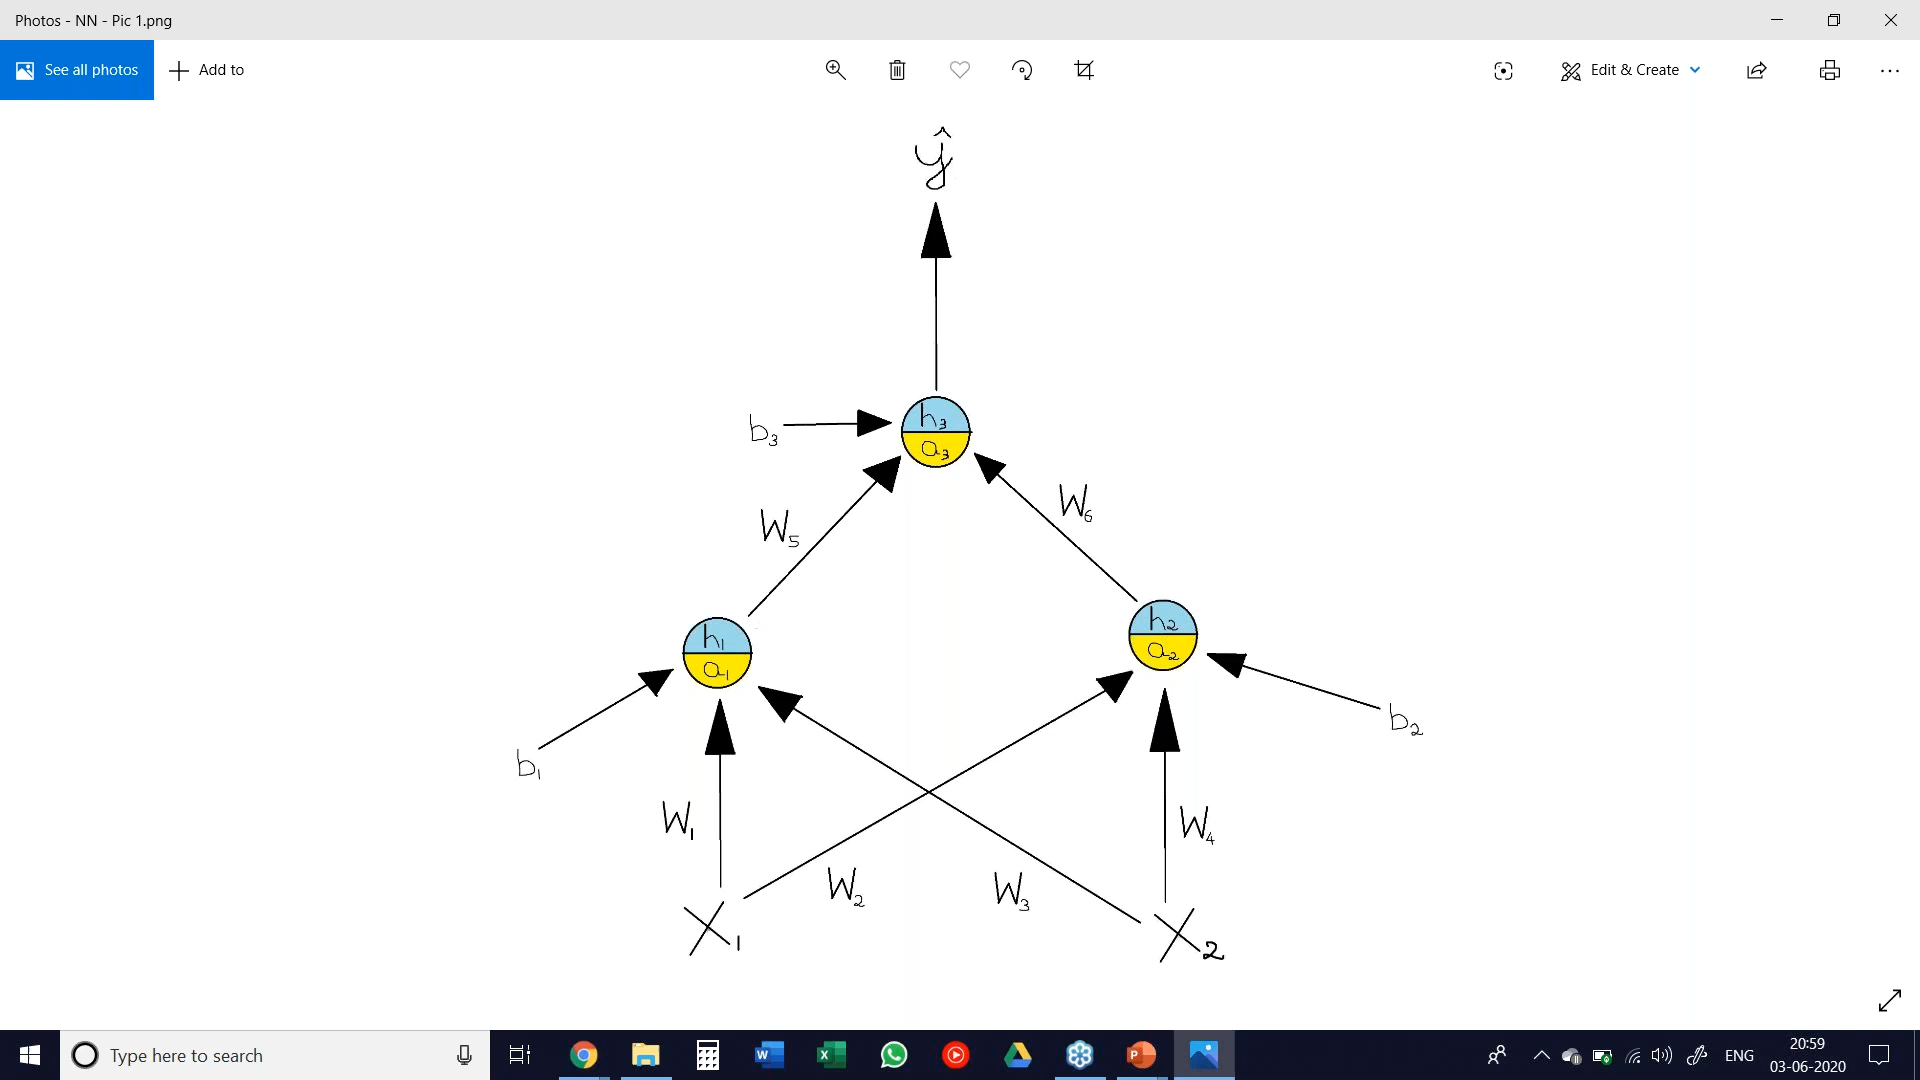 Photos - NN - Pic 1.png
See all photos
Add to
Edit & Create
ŷ
h₃
b₃
a₃
W₆
W₅
h₂
h₁
a₂
a₁
b₂
b₁
W₁
W₄
W₂
W₃
X₁
X₂
Type here to search
ENG
20:59
03-06-2020